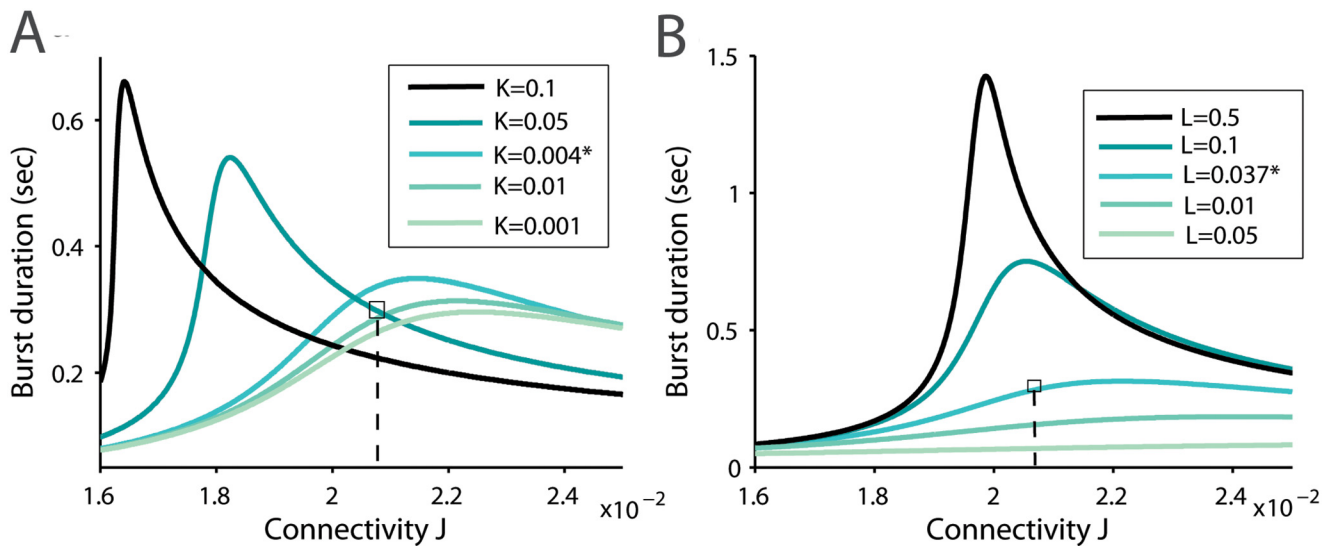 A
B
Burst duration (sec)
0.6
0.4
0.2
K=0.1
K=0.05
K=0.004*
K=0.01
K=0.001
1.6
1.8
2
2.2
2.4
x10⁻²
Connectivity J
Burst duration (sec)
1.5
1
0.5
0
L=0.5
L=0.1
L=0.037*
L=0.01
L=0.05
1.6
1.8
2
2.2
2.4
x10⁻²
Connectivity J